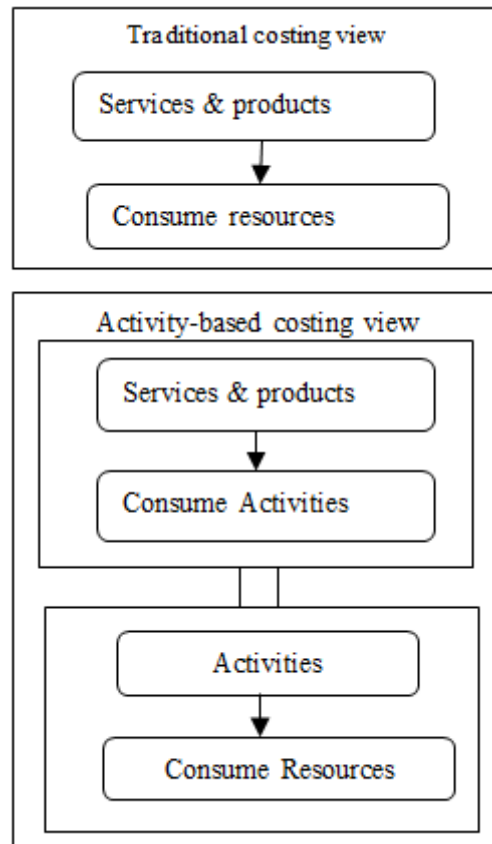 Traditional costing view
Services & products
Consume resources
Activity-based costing view
Services & products
Consume Activities
Activities
Consume Resources